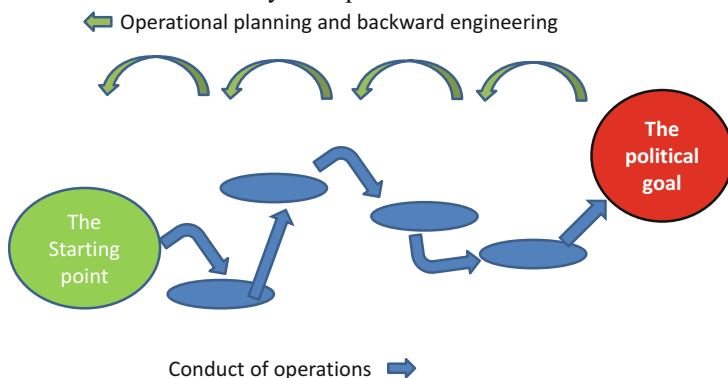 Operational planning and backward engineering
The
political
goal
The
Starting
point
Conduct of operations